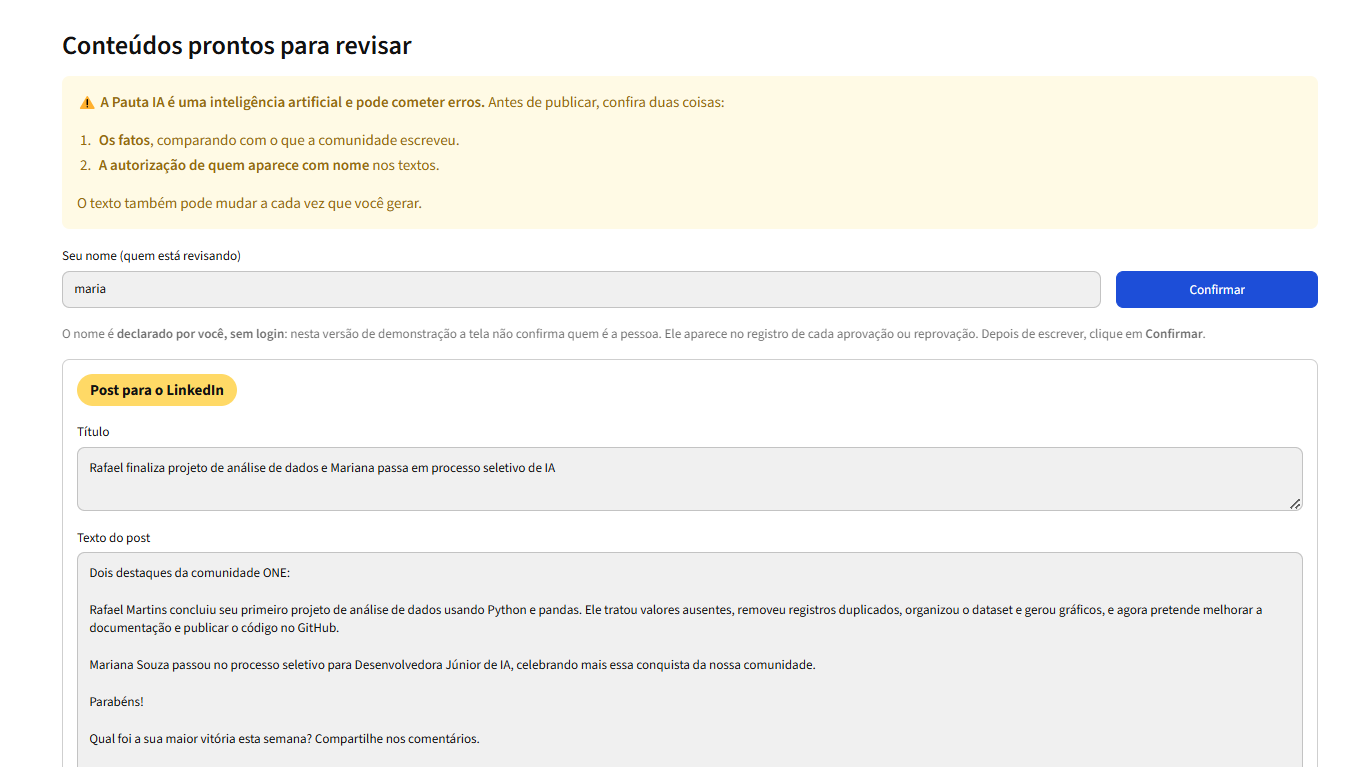 Conteúdos prontos para revisar
⚠️ A Pauta IA é uma inteligência artificial e pode cometer erros. Antes de publicar, confira duas coisas:
1. Os fatos, comparando com o que a comunidade escreveu.
2. A autorização de quem aparece com nome nos textos.
O texto também pode mudar a cada vez que você gerar.
Seu nome (quem está revisando)
maria
Confirmar
O nome é declarado por você, sem login: nesta versão de demonstração a tela não confirma quem é a pessoa. Ele aparece no registro de cada aprovação ou reprovação. Depois de escrever, clique em Confirmar.
Post para o LinkedIn
Título
Rafael finaliza projeto de análise de dados e Mariana passa em processo seletivo de IA
Texto do post
Dois destaques da comunidade ONE:
Rafael Martins concluiu seu primeiro projeto de análise de dados usando Python e pandas. Ele tratou valores ausentes, removeu registros duplicados, organizou o dataset e gerou gráficos, e agora pretende melhorar a
documentação e publicar o código no GitHub.
Mariana Souza passou no processo seletivo para Desenvolvedora Júnior de IA, celebrando mais essa conquista da nossa comunidade.
Parabéns!
Qual foi a sua maior vitória esta semana? Compartilhe nos comentários.